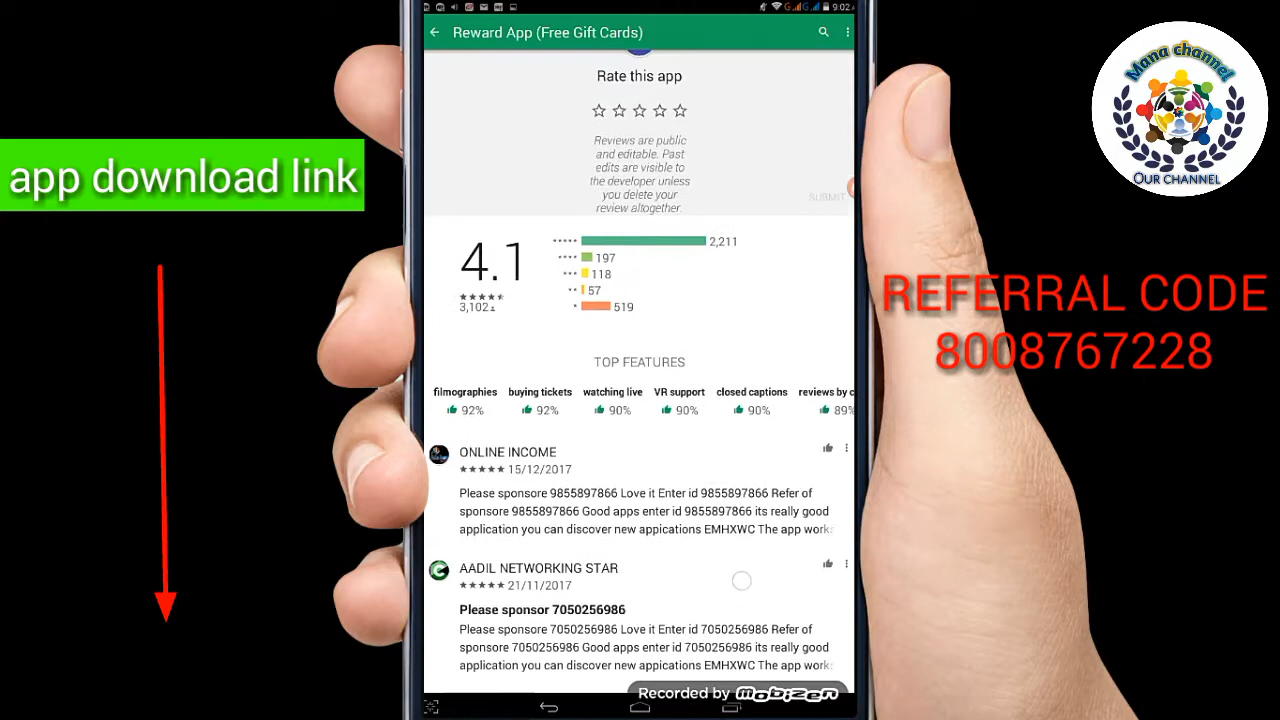 9:02
Reward App (Free Gift Cards)
Rate this app
Reviews are public
and editable. Past
edits are visible to
the developer unless
you delete your
review altogether.
SUBMIT
4.1
3,102
2,211
197
118
57
519
TOP FEATURES
filmographies buying tickets watching live VR support closed captions reviews by c
92% 92% 90% 90% 90% 89%
ONLINE INCOME
15/12/2017
Please sponsore 9855897866 Love it Enter id 9855897866 Refer of
sponsore 9855897866 Good apps enter id 9855897866 its really good
application you can discover new appications EMHXWC The app works
AADIL NETWORKING STAR
21/11/2017
Please sponsor 7050256986
Please sponsore 7050256986 Love it Enter id 7050256986 Refer of
sponsore 7050256986 Good apps enter id 7050256986 its really good
application you can discover new appications EMHXWC The app works
Recorded by mobizen
app download link
Mana channel
OUR CHANNEL
REFERRAL CODE
8008767228